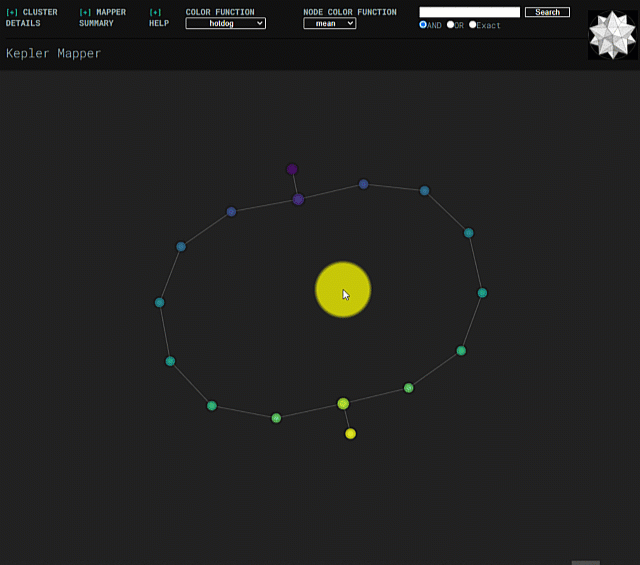 [+] CLUSTER DETAILS
[+] MAPPER SUMMARY
[+] HELP
COLOR FUNCTION
hotdog
NODE COLOR FUNCTION
mean
Search
AND OR Exact
Kepler Mapper